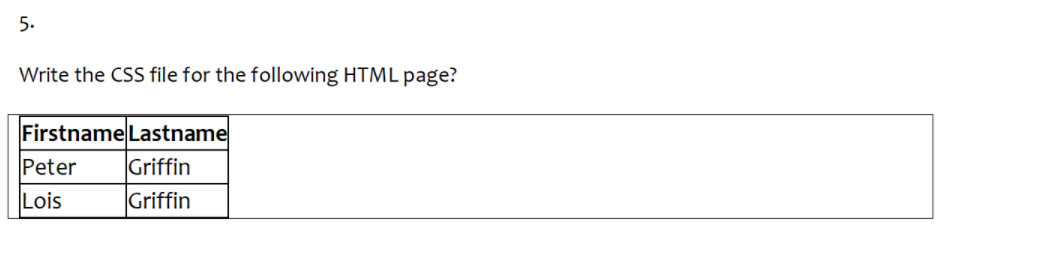 5.
Write the CSS file for the following HTML page?
Firstname Lastname
Peter Griffin
Lois Griffin